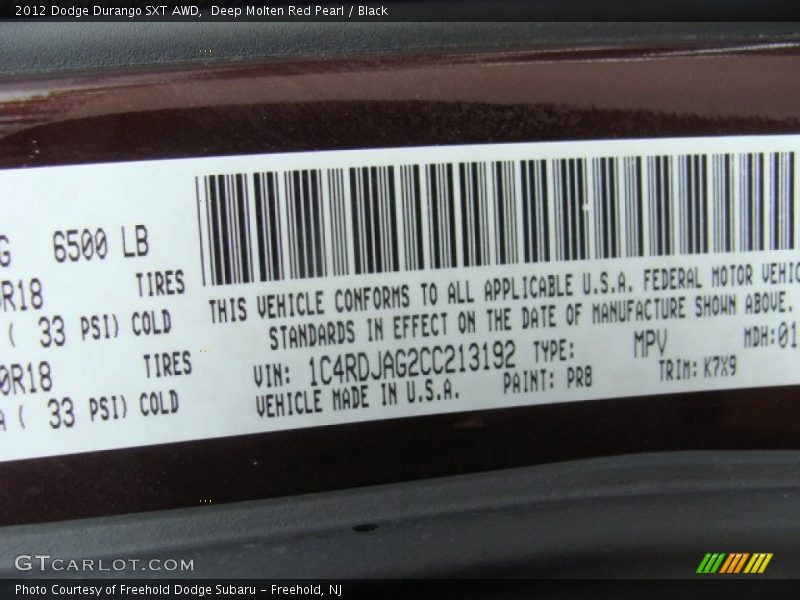 2012 Dodge Durango SXT AWD,  Deep Molten Red Pearl / Black
G 6500 LB
R18 TIRES
( 33 PSI) COLD
0R18 TIRES
A ( 33 PSI) COLD
THIS VEHICLE CONFORMS TO ALL APPLICABLE U.S.A. FEDERAL MOTOR VEHIC
STANDARDS IN EFFECT ON THE DATE OF MANUFACTURE SHOWN ABOVE.
VIN: 1C4RDJAG2CC213192 TYPE: MPV MDH:01
VEHICLE MADE IN U.S.A. PAINT: PR8 TRIM: K7X9
GTCARLOT.COM
Photo Courtesy of Freehold Dodge Subaru - Freehold, NJ